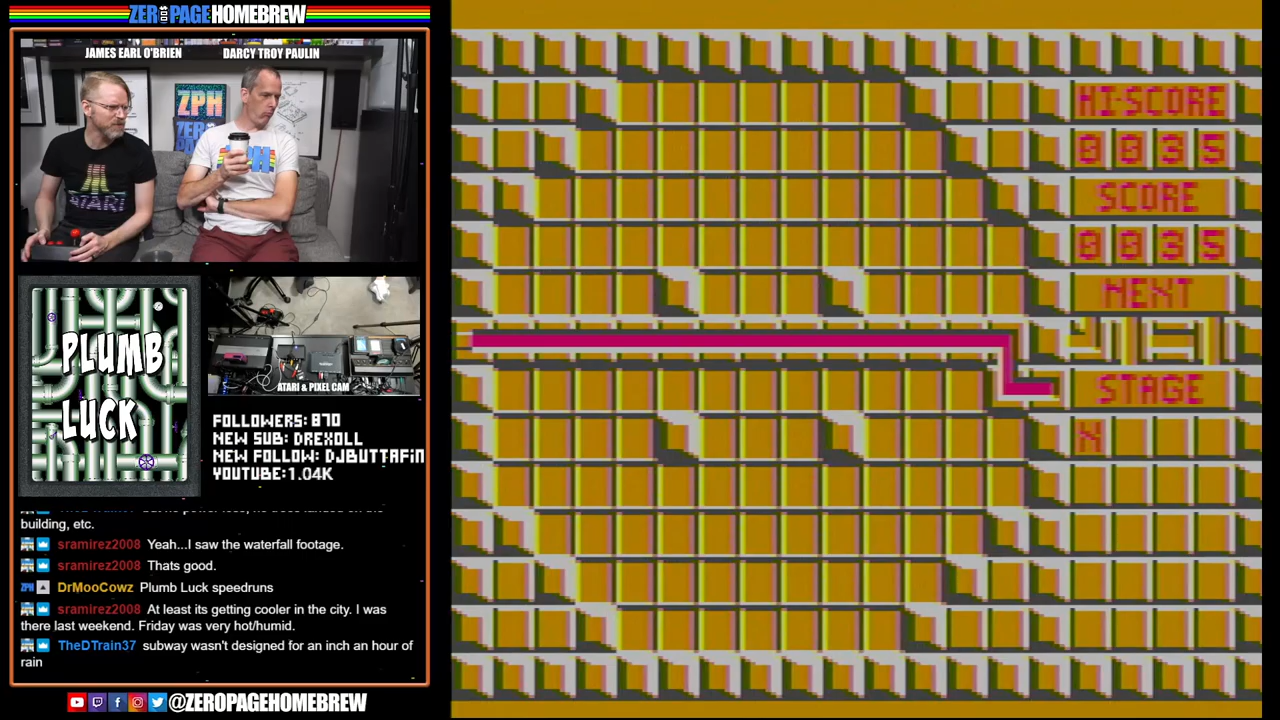 ZERO PAGE HOMEBREW
JAMES EARL O'BRIEN
DARCY TROY PAULIN
ZPH
ATARI
PLUMB
LUCK
ATARI & PIXEL CAM
FOLLOWERS: 870
NEW SUB: DREXOLL
NEW FOLLOW: DJBUTTAFIN
YOUTUBE:1.04K
building, etc.
sramirez2008 Yeah...I saw the waterfall footage.
sramirez2008 Thats good.
ZPH DrMooCowz Plumb Luck speedruns
sramirez2008 At least its getting cooler in the city. I was
there last weekend. Friday was very hot/humid.
TheDTrain37 subway wasn't designed for an inch an hour of
rain
@ZEROPAGEHOMEBREW
HI-SCORE
0035
SCORE
0035
NEXT
STAGE
N